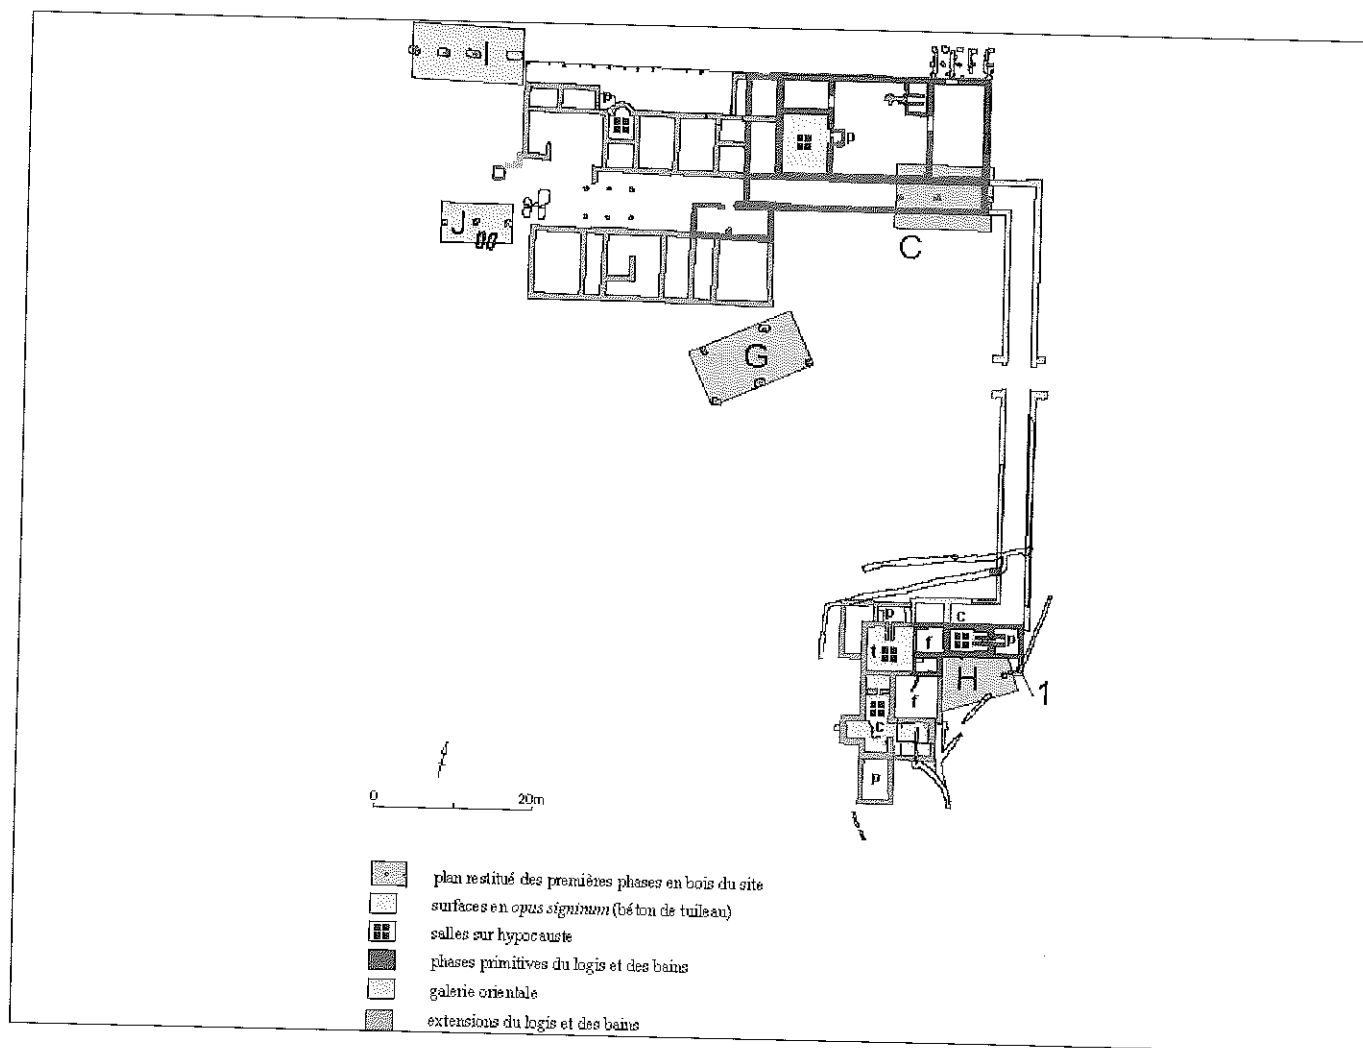 I
p
p
J
C
G
p
c
t
f
p
H
f
1
c
p
0 20m
plan restitué des premières phases en bois du site
surfaces en opus signinum (béton de tuileau)
salles sur hypocauste
phases primitives du logis et des bains
galerie orientale
extensions du logis et des bains